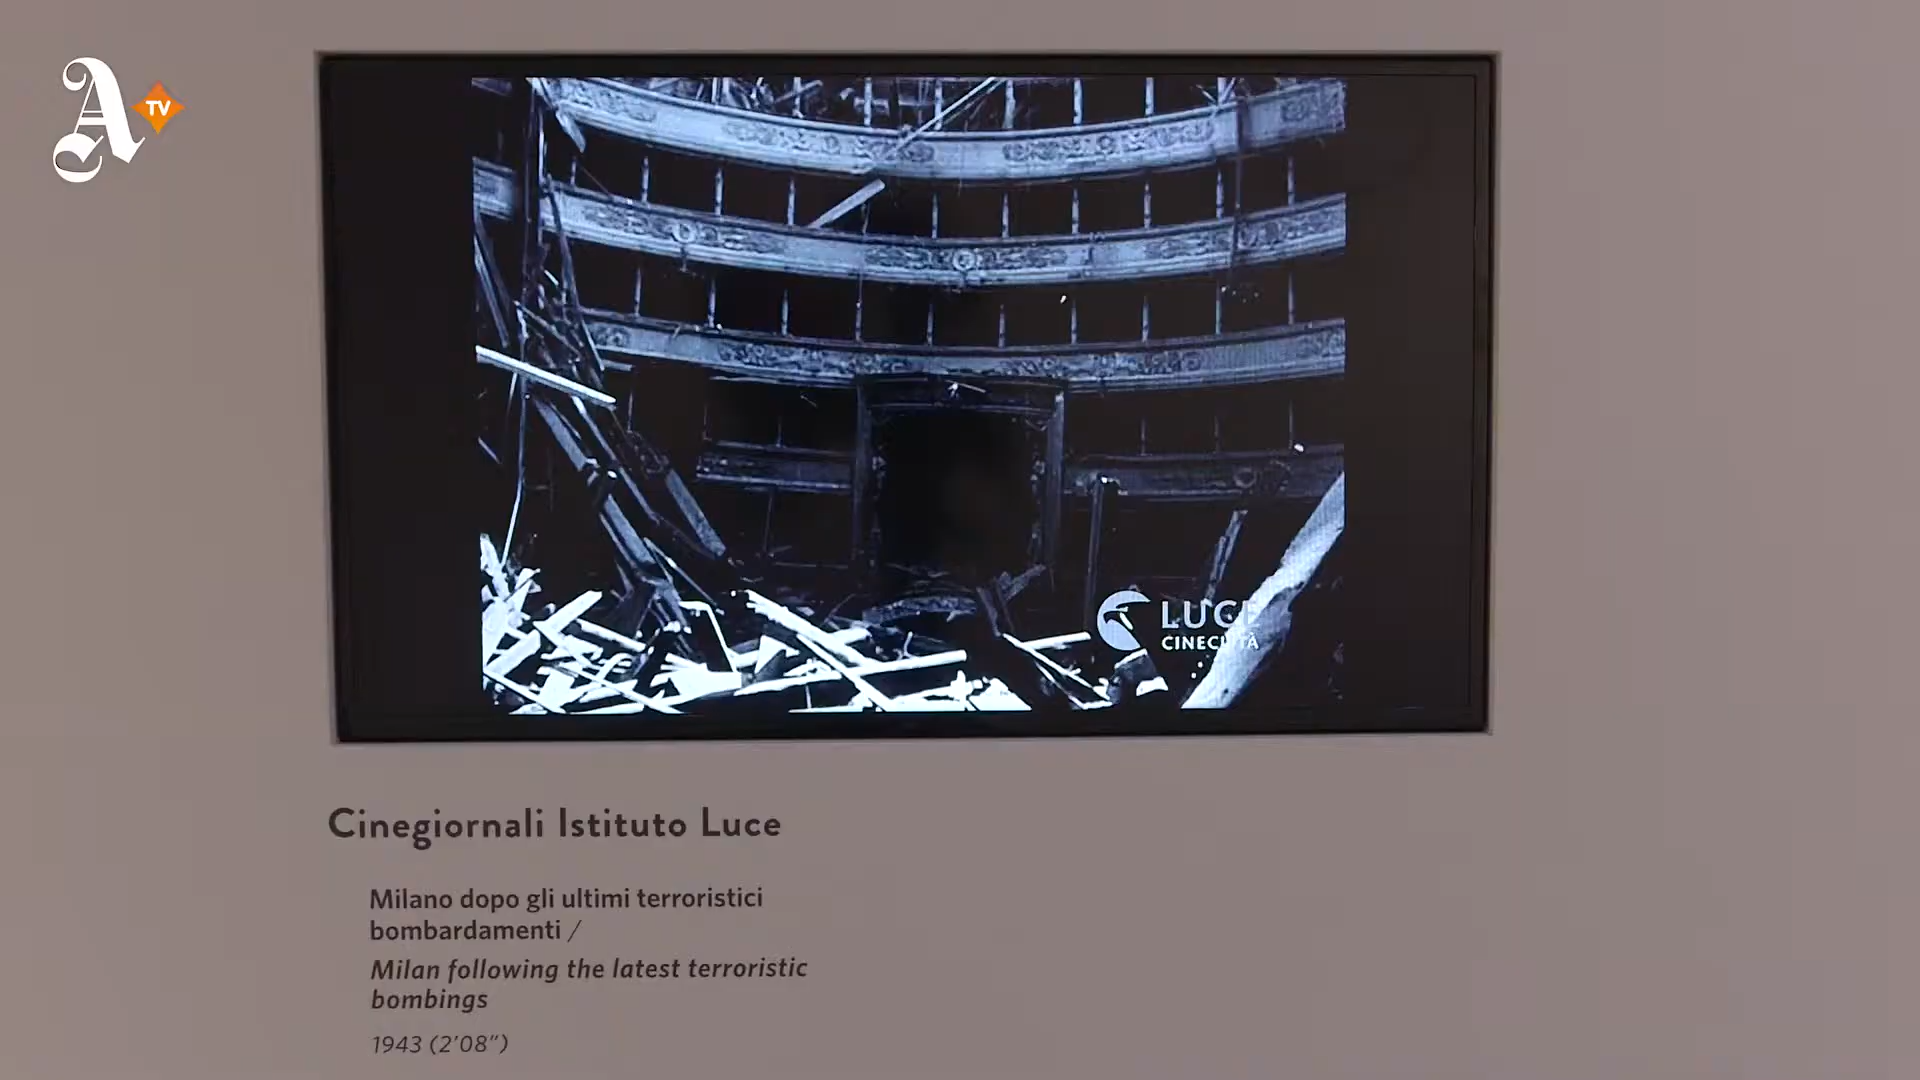 A TV
LUCE
CINECITTÀ
Cinegiornali Istituto Luce
Milano dopo gli ultimi terroristici
bombardamenti /
Milan following the latest terroristic
bombings
1943 (2'08")